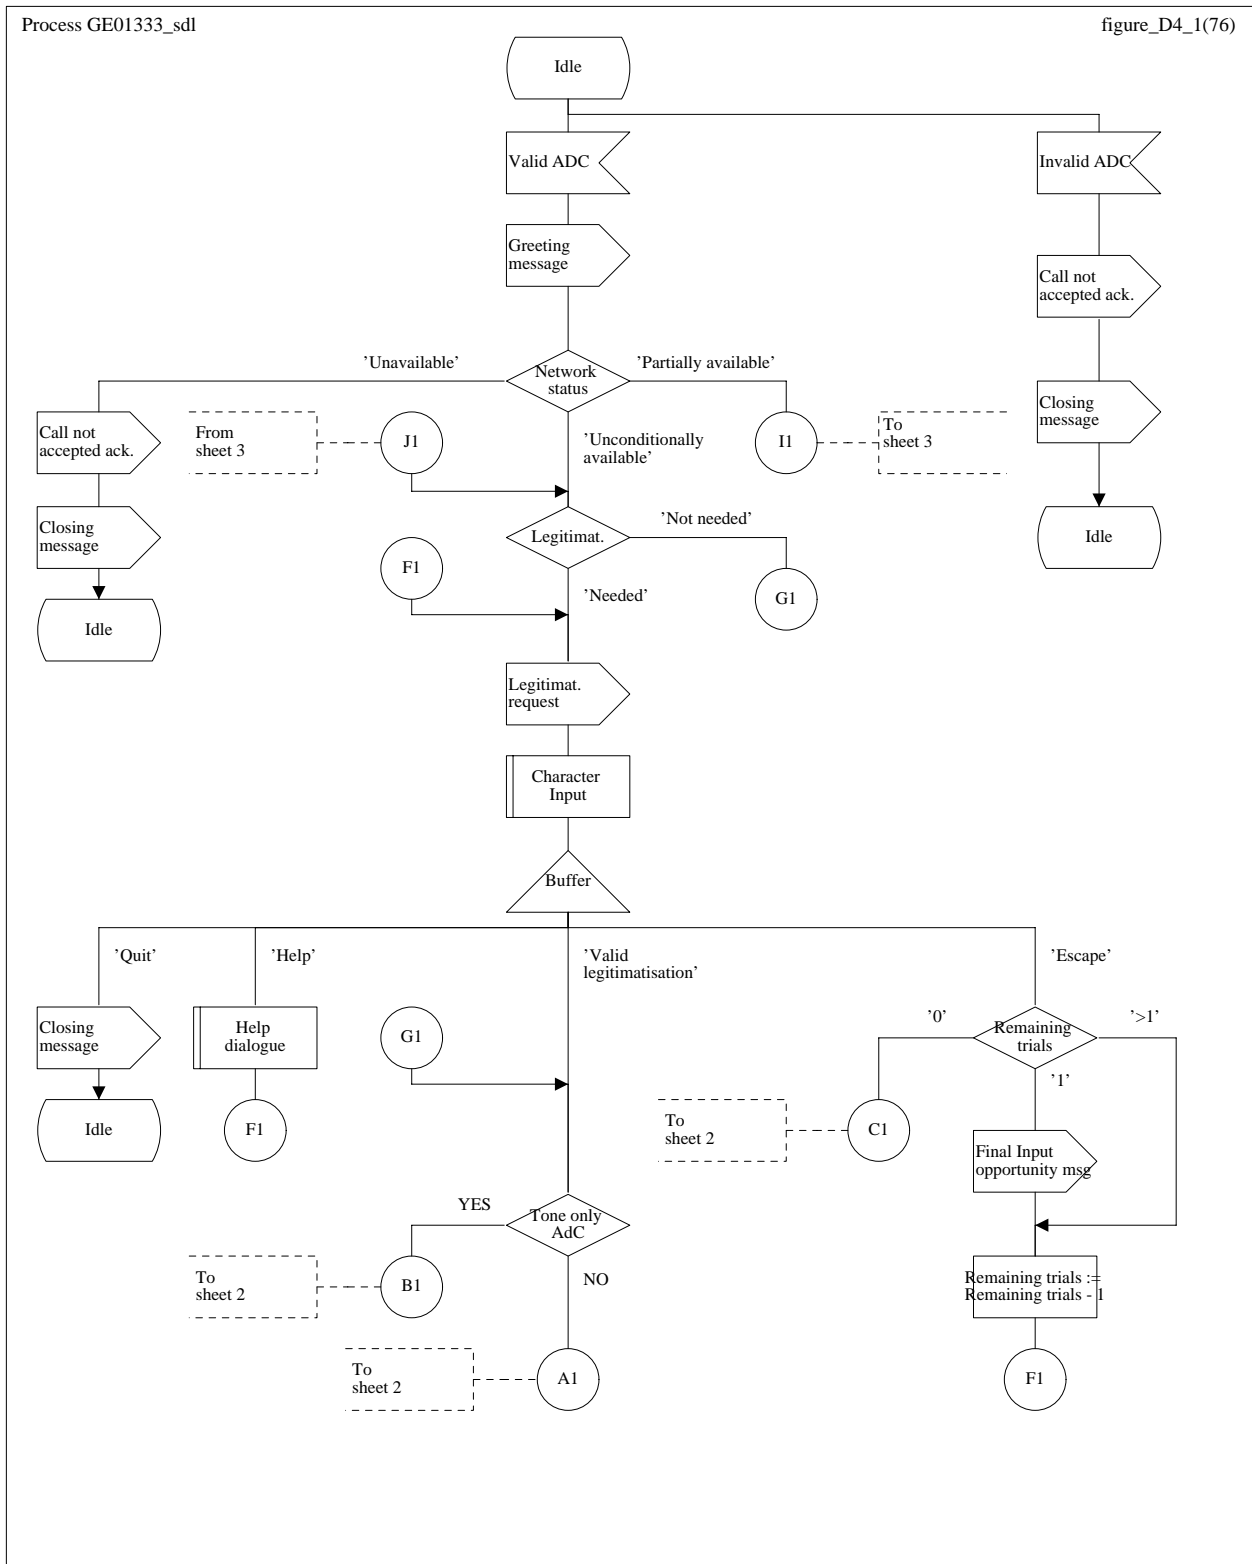 Process GE01333_sdl
figure_D4_1(76)
Idle
Valid ADC
Invalid ADC
Greeting
message
Call not
accepted ack.
’Unavailable’
Network
status
’Partially available’
Call not
accepted ack.
From
sheet 3
J1
’Unconditionally
available’
I1
To
sheet 3
Closing
message
Closing
message
Legitimat.
’Not needed’
Idle
F1
’Needed’
G1
Idle
Legitimat.
request
Character
Input
Buffer
’Quit’
’Help’
’Valid
legitimatisation’
’Escape’
Closing
message
Help
dialogue
G1
’0’
Remaining
trials
’>1’
’1’
Idle
F1
To
sheet 2
C1
Final Input
opportunity msg
YES
Tone only
AdC
To
sheet 2
B1
NO
Remaining trials :=
Remaining trials - 1
To
sheet 2
A1
F1